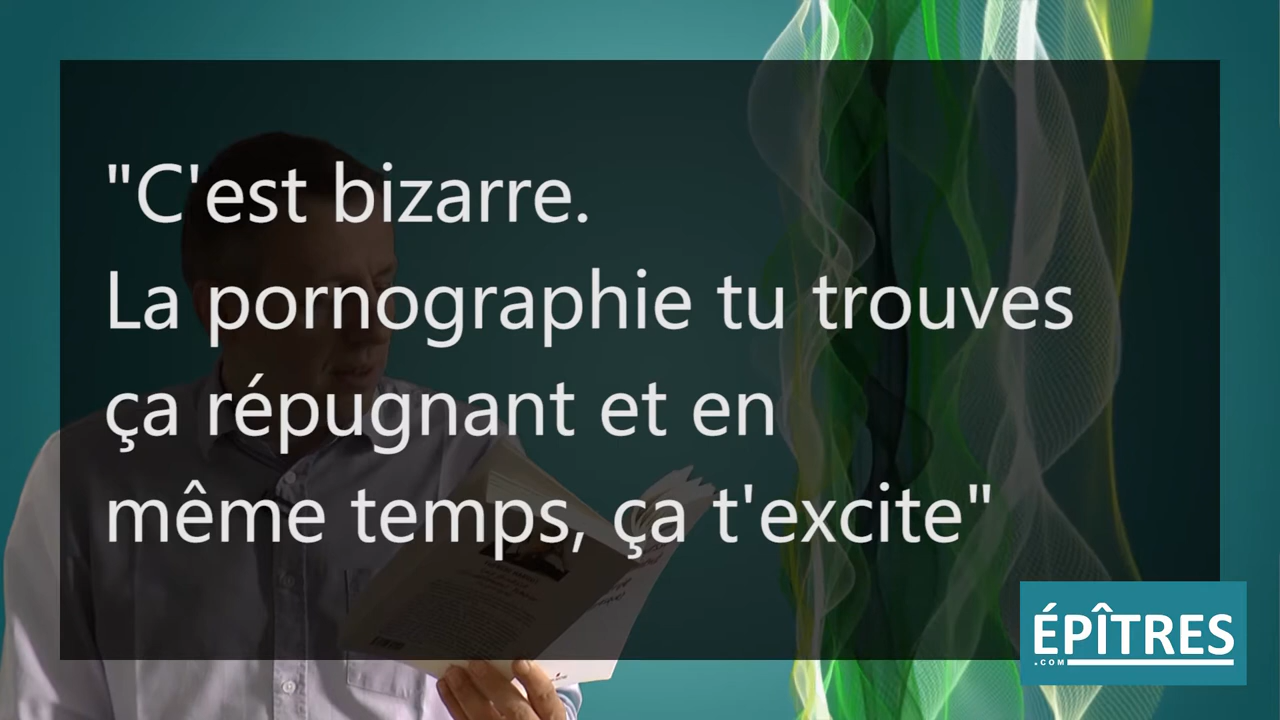 "C'est bizarre.
La pornographie tu trouves
ça répugnant et en
même temps, ça t'excite"
ÉPÎTRES
.COM